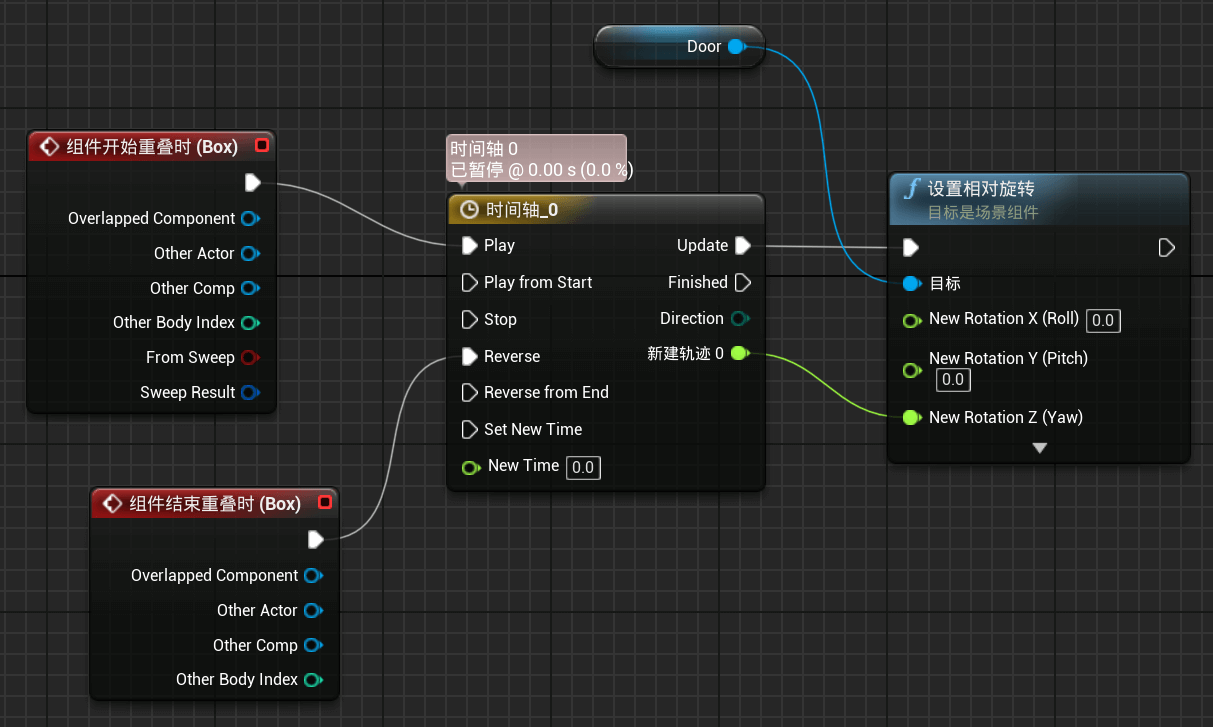 Door
组件开始重叠时 (Box)
Overlapped Component
Other Actor
Other Comp
Other Body Index
From Sweep
Sweep Result
时间轴 0
已暂停 @ 0.00 s (0.0 %)
时间轴_0
Play
Update
Play from Start
Finished
Stop
Direction
Reverse
新建轨迹 0
Reverse from End
Set New Time
New Time 0.0
设置相对旋转
目标是场景组件
目标
New Rotation X (Roll) 0.0
New Rotation Y (Pitch)
0.0
New Rotation Z (Yaw)
组件结束重叠时 (Box)
Overlapped Component
Other Actor
Other Comp
Other Body Index